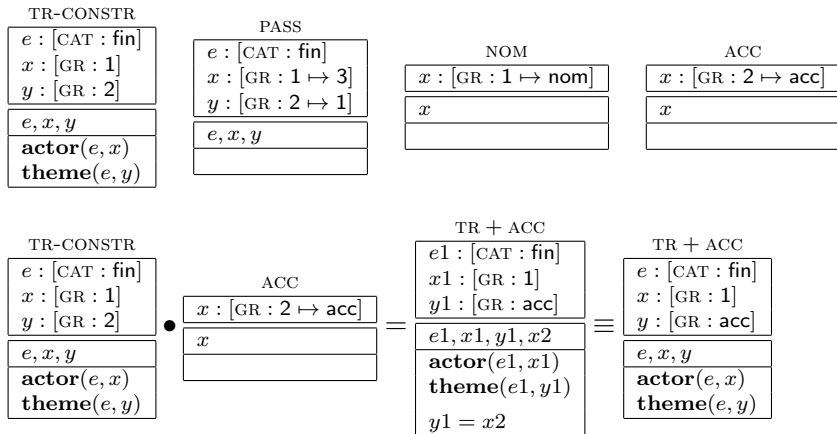 TR-CONSTR
e : [CAT : fin]
x : [GR : 1]
y : [GR : 2]
e, x, y
actor(e, x)
theme(e, y)
PASS
e : [CAT : fin]
x : [GR : 1 ↦ 3]
y : [GR : 2 ↦ 1]
e, x, y
NOM
x : [GR : 1 ↦ nom]
x
ACC
x : [GR : 2 ↦ acc]
x
TR-CONSTR
e : [CAT : fin]
x : [GR : 1]
y : [GR : 2]
e, x, y
actor(e, x)
theme(e, y)
•
ACC
x : [GR : 2 ↦ acc]
x
=
TR + ACC
e1 : [CAT : fin]
x1 : [GR : 1]
y1 : [GR : acc]
e1, x1, y1, x2
actor(e1, x1)
theme(e1, y1)
y1 = x2
≡
TR + ACC
e : [CAT : fin]
x : [GR : 1]
y : [GR : acc]
e, x, y
actor(e, x)
theme(e, y)